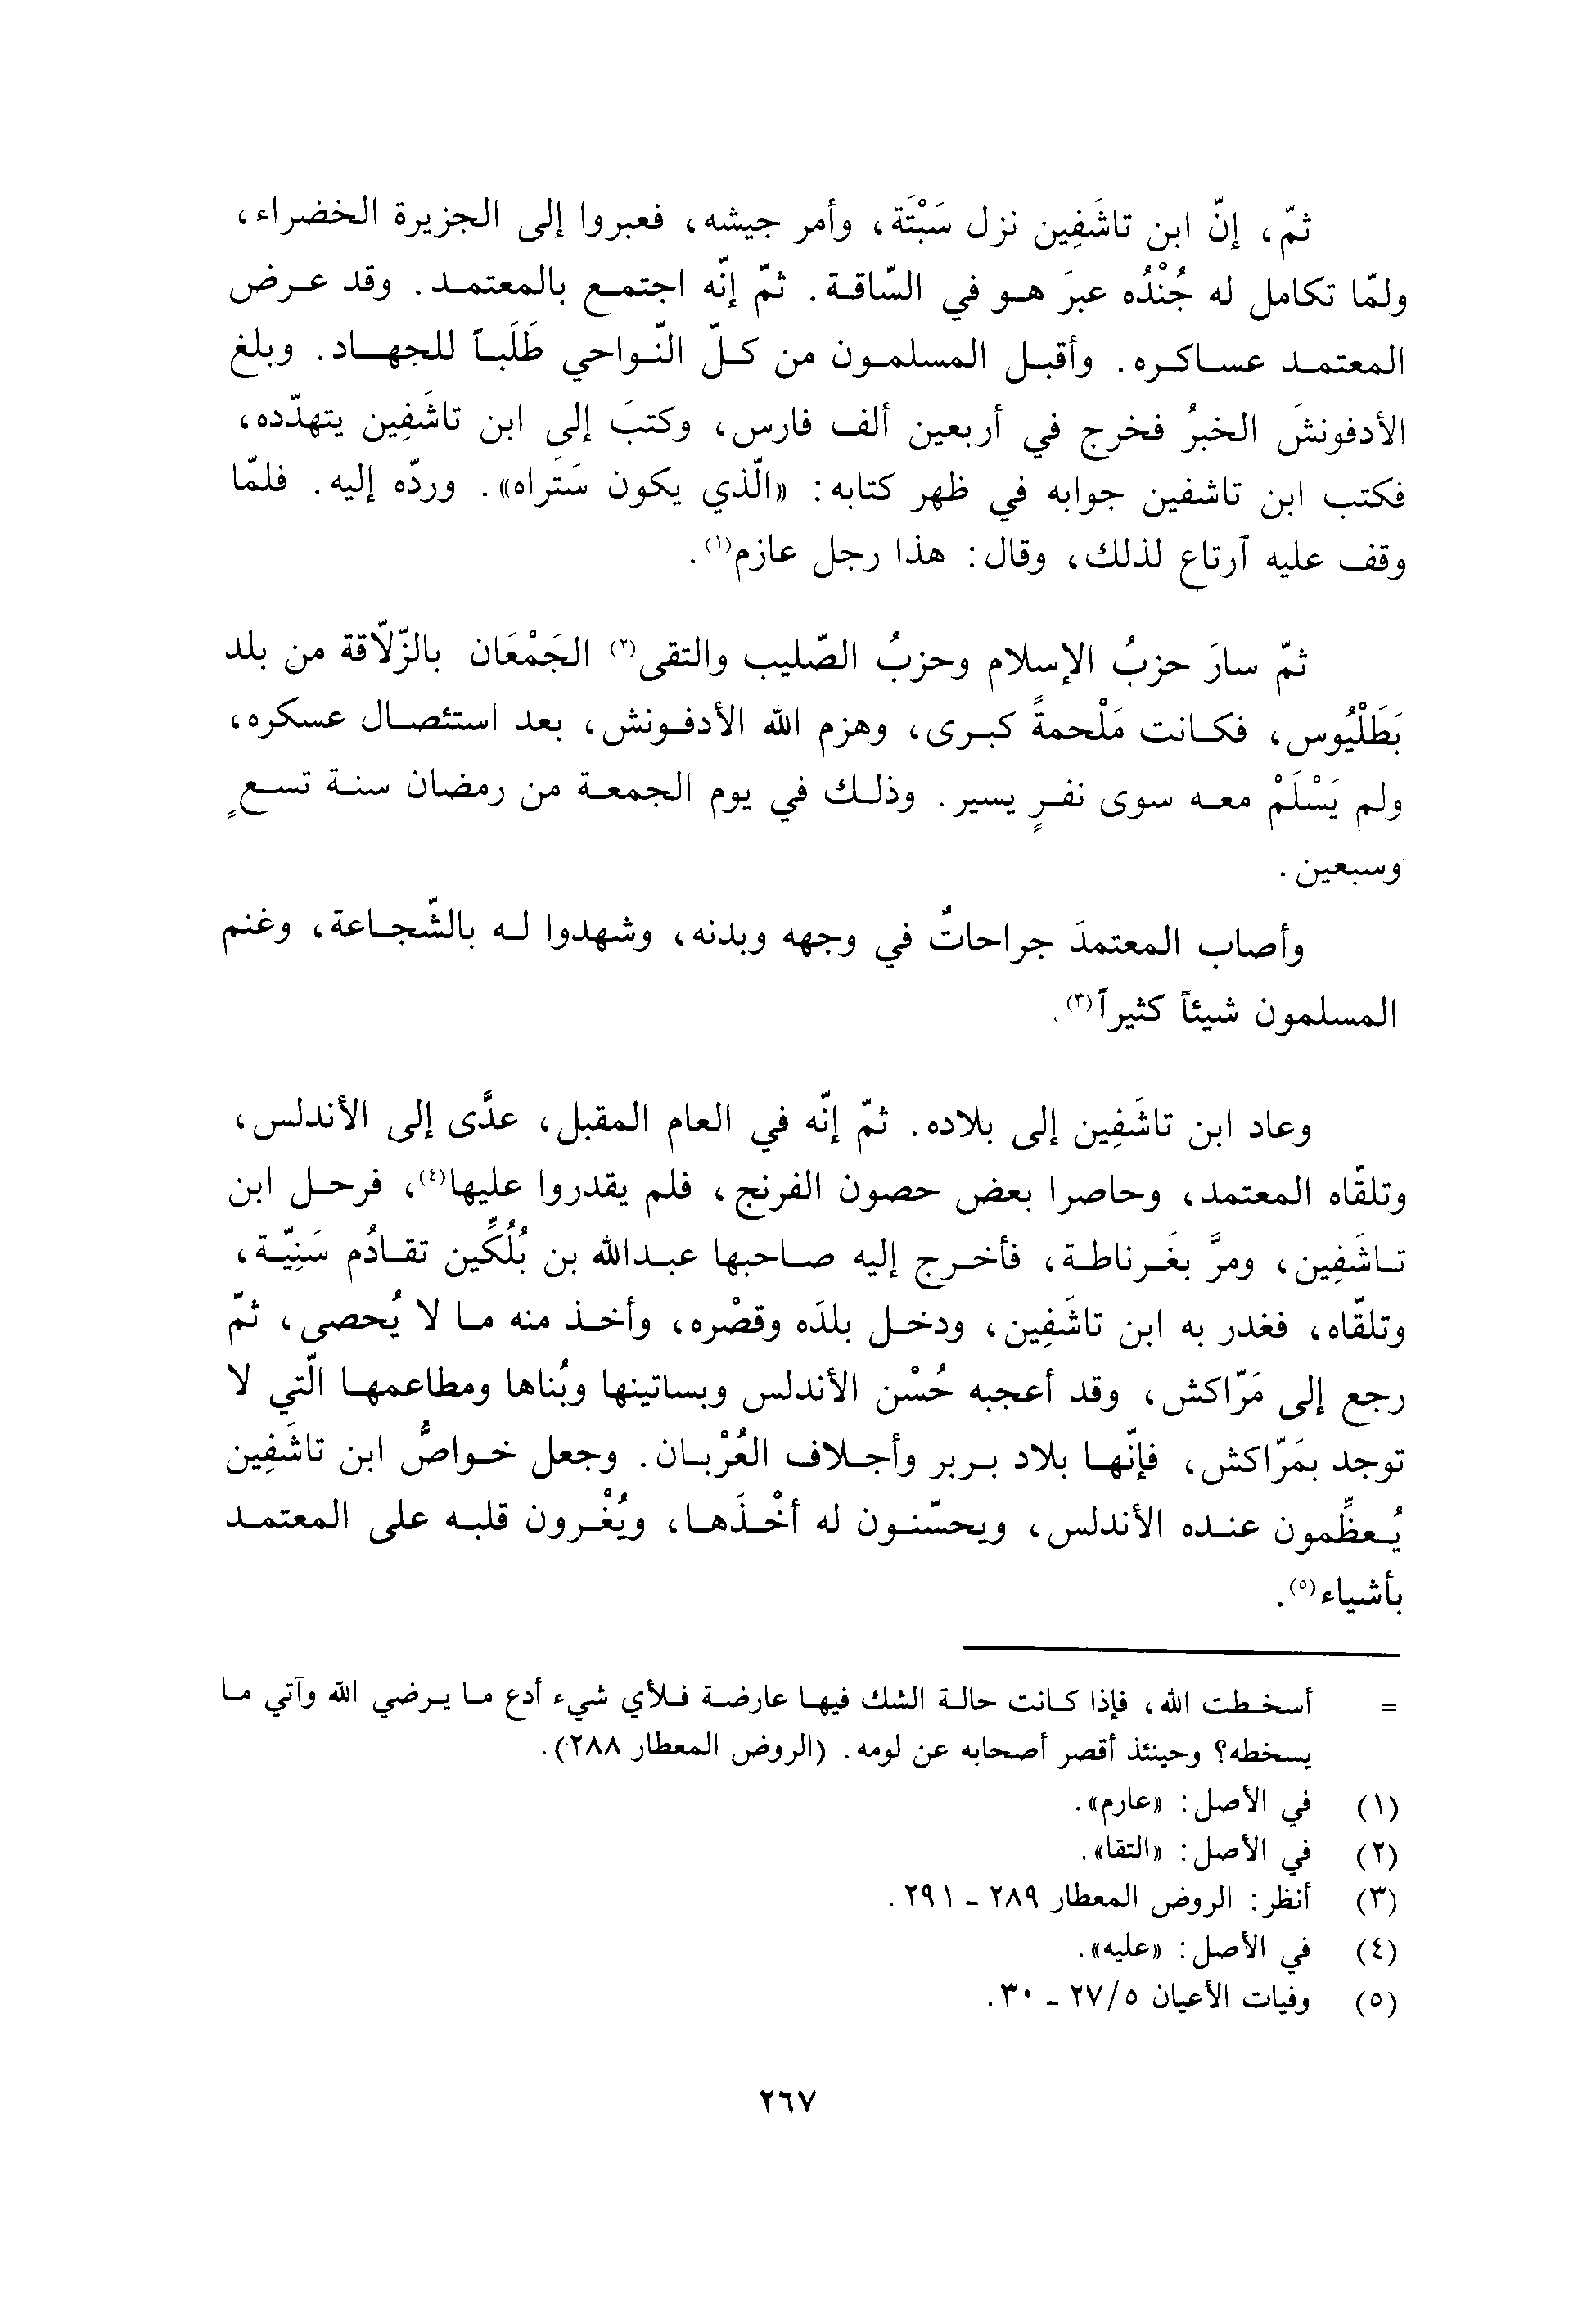 ثمّ، إنّ ابن تاشَفِين نزل سَبْتَة، وأمر جيشه، فعبروا إلى الجزيرة الخضراء،
ولمّا تكامل له جُنْدُه عبرَ هو في السّاقة. ثمّ إنّه اجتمع بالمعتمد. وقد عرض
المعتمد عساكره. وأقبل المسلمون من كلّ النّواحي طَلَباً للجهاد. وبلغ
الأدفونشَ الخبرُ فخرج في أربعين ألف فارس، وكتبَ إلى ابن تاشَفِين يتهدّده،
فكتب ابن تاشفين جوابه في ظهر كتابه: «الّذي يكون سَتَراه». وردّه إليه. فلمّا
وقف عليه آرتاع لذلك، وقال: هذا رجل عازم(١).
ثمّ سارَ حزبُ الإسلام وحزبُ الصّليب والتقى(٢) الجَمْعَان بالزّلّاقة من بلد
بَطَلْيُوس، فكانت مَلْحمةً كبرى، وهزم الله الأدفونش، بعد استئصال عسكره،
ولم يَسْلَمْ معه سوى نفرٍ يسير. وذلك في يوم الجمعة من رمضان سنة تسعٍ
وسبعين.
وأصاب المعتمدَ جراحاتٌ في وجهه وبدنه، وشهدوا له بالشّجاعة، وغنم
المسلمون شيئاً كثيراً(٣).
وعاد ابن تاشَفِين إلى بلاده. ثمّ إنّه في العام المقبل، عدَّى إلى الأندلس،
وتلقّاه المعتمد، وحاصرا بعض حصون الفرنج، فلم يقدروا عليها(٤)، فرحل ابن
تاشَفِين، ومرَّ بغَرناطة، فأخرج إليه صاحبها عبدالله بن بُلُكِّين تقادُم سَنِيّة،
وتلقّاه، فغدر به ابن تاشَفِين، ودخل بلدَه وقصْره، وأخذ منه ما لا يُحصى، ثمّ
رجع إلى مَرّاكش، وقد أعجبه حُسْن الأندلس وبساتينها وبُناها ومطاعمها الّتي لا
توجد بمَرّاكش، فإنّها بلاد بربر وأجلاف العُرْبان. وجعل خواصُّ ابن تاشَفِين
يُعظِّمون عنده الأندلس، ويحسّنون له أخْذَها، ويُغْرون قلبه على المعتمد
بأشياء(٥).
= أسخطت الله، فإذا كانت حالة الشك فيها عارضة فلأي شيء أدع ما يرضي الله وآتي ما
يسخطه؟ وحينئذ أقصر أصحابه عن لومه. (الروض المعطار ٢٨٨).
(١) في الأصل: «عارم».
(٢) في الأصل: «التقا».
(٣) أنظر: الروض المعطار ٢٨٩ - ٢٩١.
(٤) في الأصل: «عليه».
(٥) وفيات الأعيان ٢٧/٥ - ٣٠.
٢٦٧